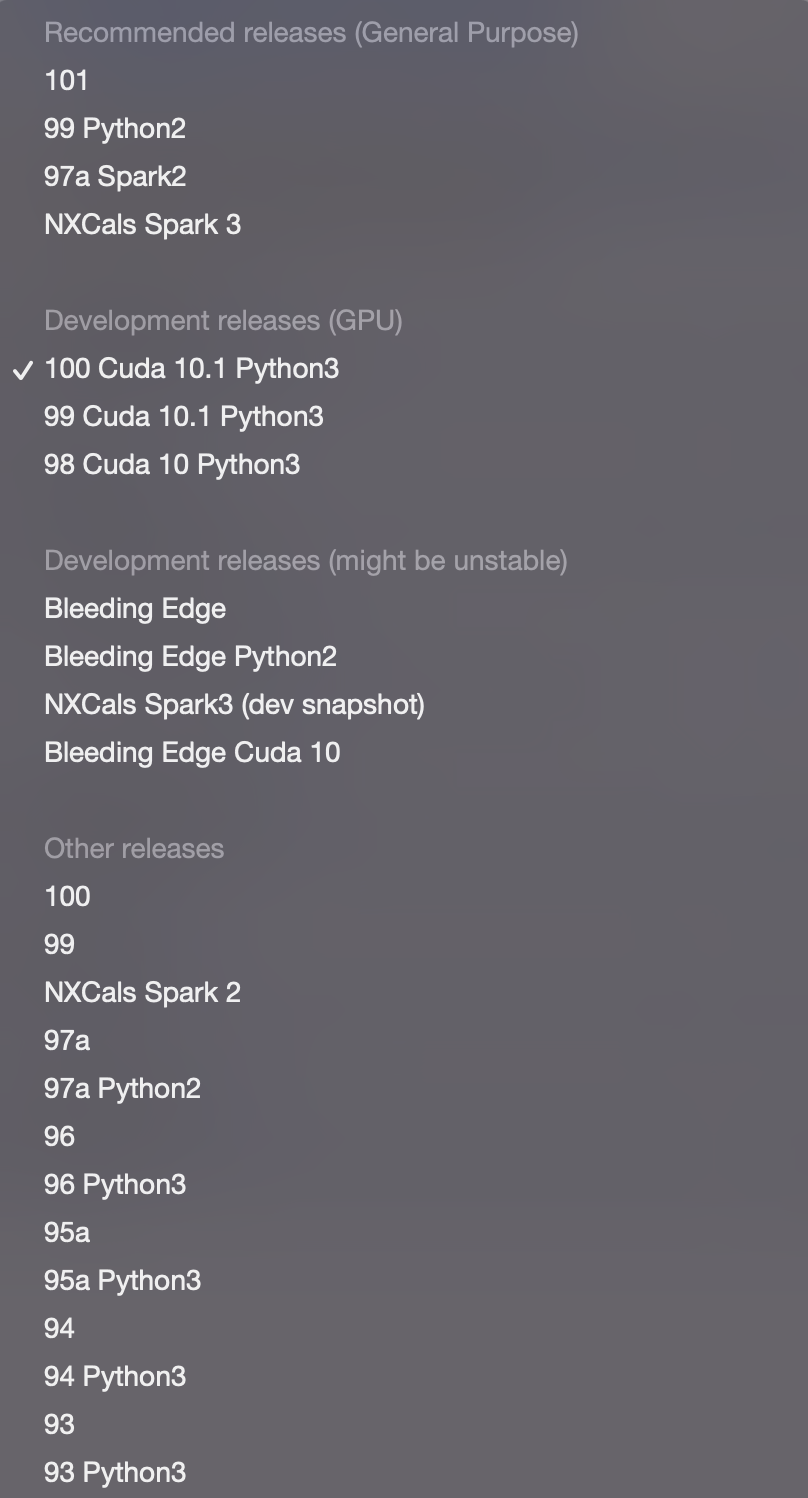 Recommended releases (General Purpose)
101
99 Python2
97a Spark2
NXCals Spark 3
Development releases (GPU)
✓ 100 Cuda 10.1 Python3
99 Cuda 10.1 Python3
98 Cuda 10 Python3
Development releases (might be unstable)
Bleeding Edge
Bleeding Edge Python2
NXCals Spark3 (dev snapshot)
Bleeding Edge Cuda 10
Other releases
100
99
NXCals Spark 2
97a
97a Python2
96
96 Python3
95a
95a Python3
94
94 Python3
93
93 Python3